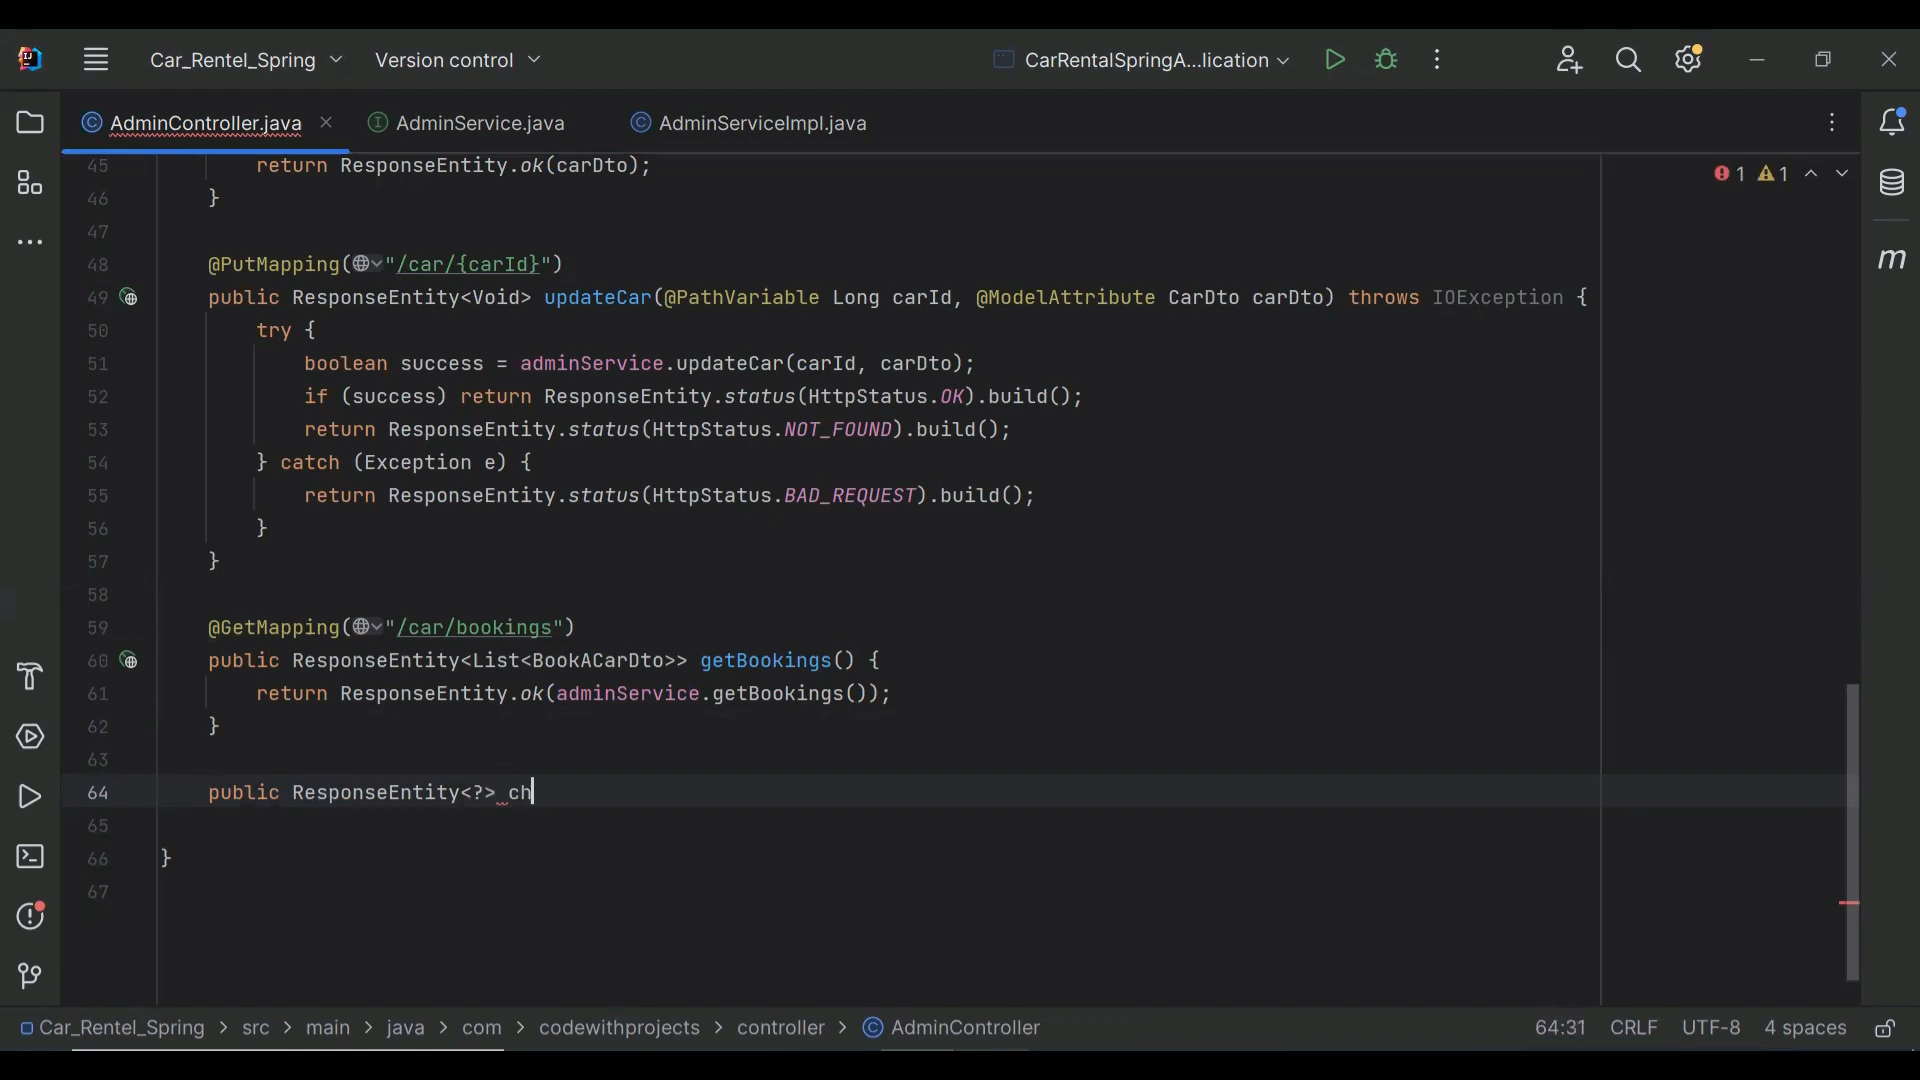 Car_Rentel_Spring Version control CarRentalSpringA...lication
AdminController.java AdminService.java AdminServiceImpl.java
45 return ResponseEntity.ok(carDto);
1 1
46 }
47
48 @PutMapping("/car/{carId}")
49 public ResponseEntity<Void> updateCar(@PathVariable Long carId, @ModelAttribute CarDto carDto) throws IOException {
50 try {
51 boolean success = adminService.updateCar(carId, carDto);
52 if (success) return ResponseEntity.status(HttpStatus.OK).build();
53 return ResponseEntity.status(HttpStatus.NOT_FOUND).build();
54 } catch (Exception e) {
55 return ResponseEntity.status(HttpStatus.BAD_REQUEST).build();
56 }
57 }
58
59 @GetMapping("/car/bookings")
60 public ResponseEntity<List<BookACarDto>> getBookings() {
61 return ResponseEntity.ok(adminService.getBookings());
62 }
63
64 public ResponseEntity<?> ch
65
66 }
67
Car_Rentel_Spring > src > main > java > com > codewithprojects > controller > AdminController 64:31 CRLF UTF-8 4 spaces